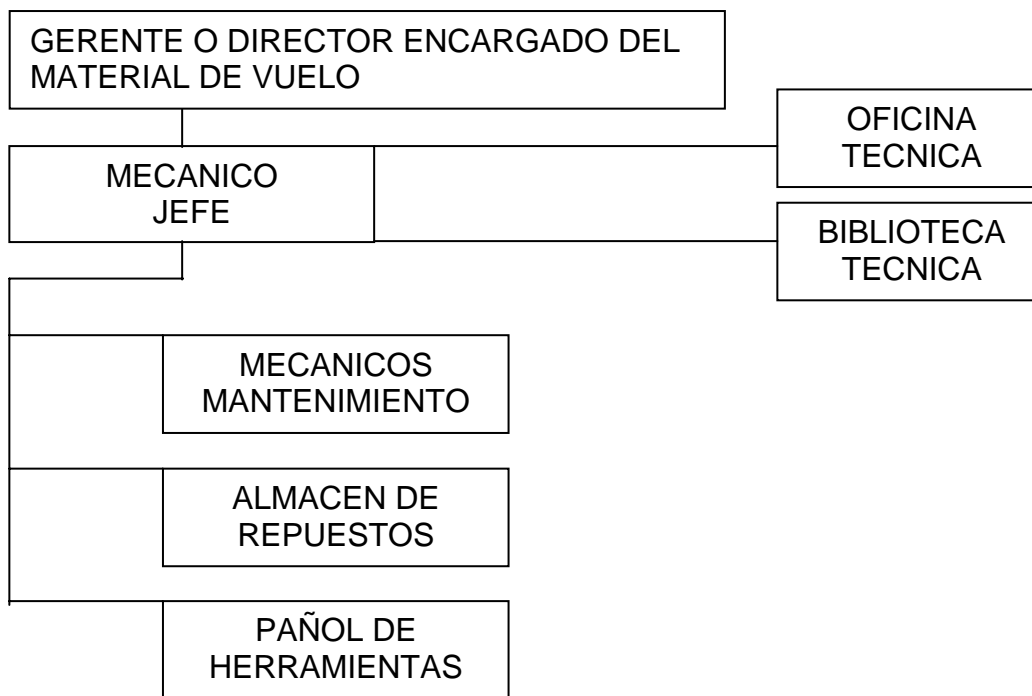 GERENTE O DIRECTOR ENCARGADO DEL
MATERIAL DE VUELO
OFICINA
TECNICA
MECANICO
JEFE
BIBLIOTECA
TECNICA
MECANICOS
MANTENIMIENTO
ALMACEN DE
REPUESTOS
PAÑOL DE
HERRAMIENTAS